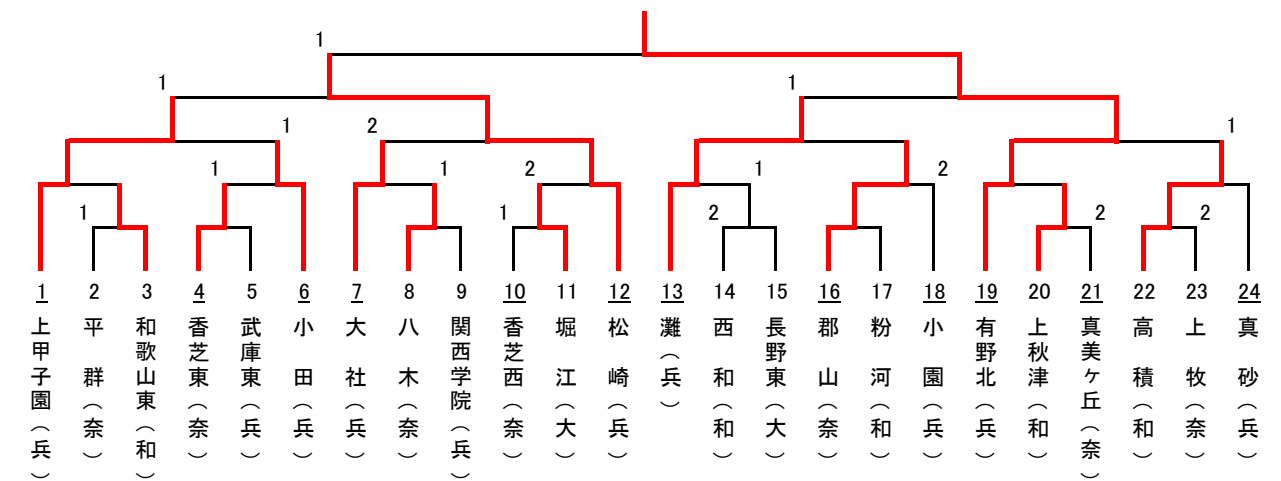 1
1
1
1
2
1
1
1
2
1
2
1
2
1
2
2
2
1 2 3 4 5 6 7 8 9 10 11 12 13 14 15 16 17 18 19 20 21 22 23 24
上甲子園(兵)
平群(奈)
和歌山東(和)
香芝東(奈)
武庫東(兵)
小田(兵)
大社(兵)
八木(奈)
関西学院(兵)
香芝西(奈)
堀江(大)
松崎(兵)
灘(兵)
西和(和)
長野東(大)
郡山(奈)
粉河(和)
小園(兵)
有野北(兵)
上秋津(和)
真美ヶ丘(奈)
高積(和)
上牧(奈)
真砂(兵)